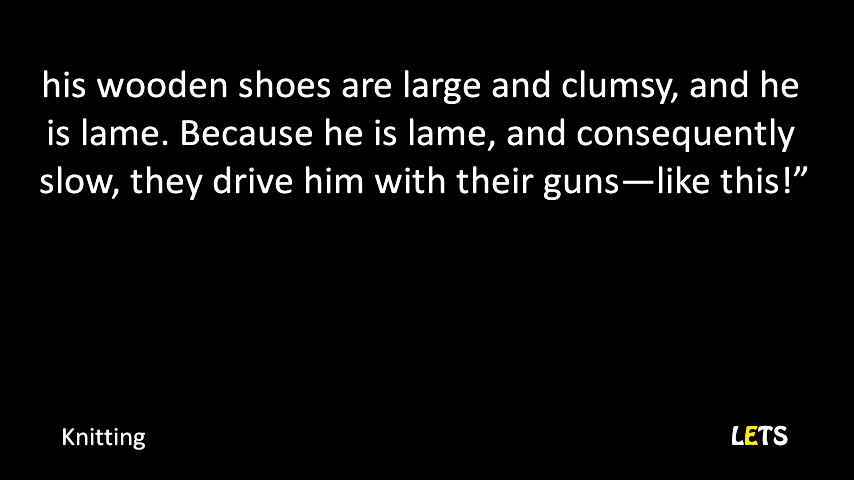 his wooden shoes are large and clumsy, and he
is lame. Because he is lame, and consequently
slow, they drive him with their guns—like this!”
Knitting
LETS